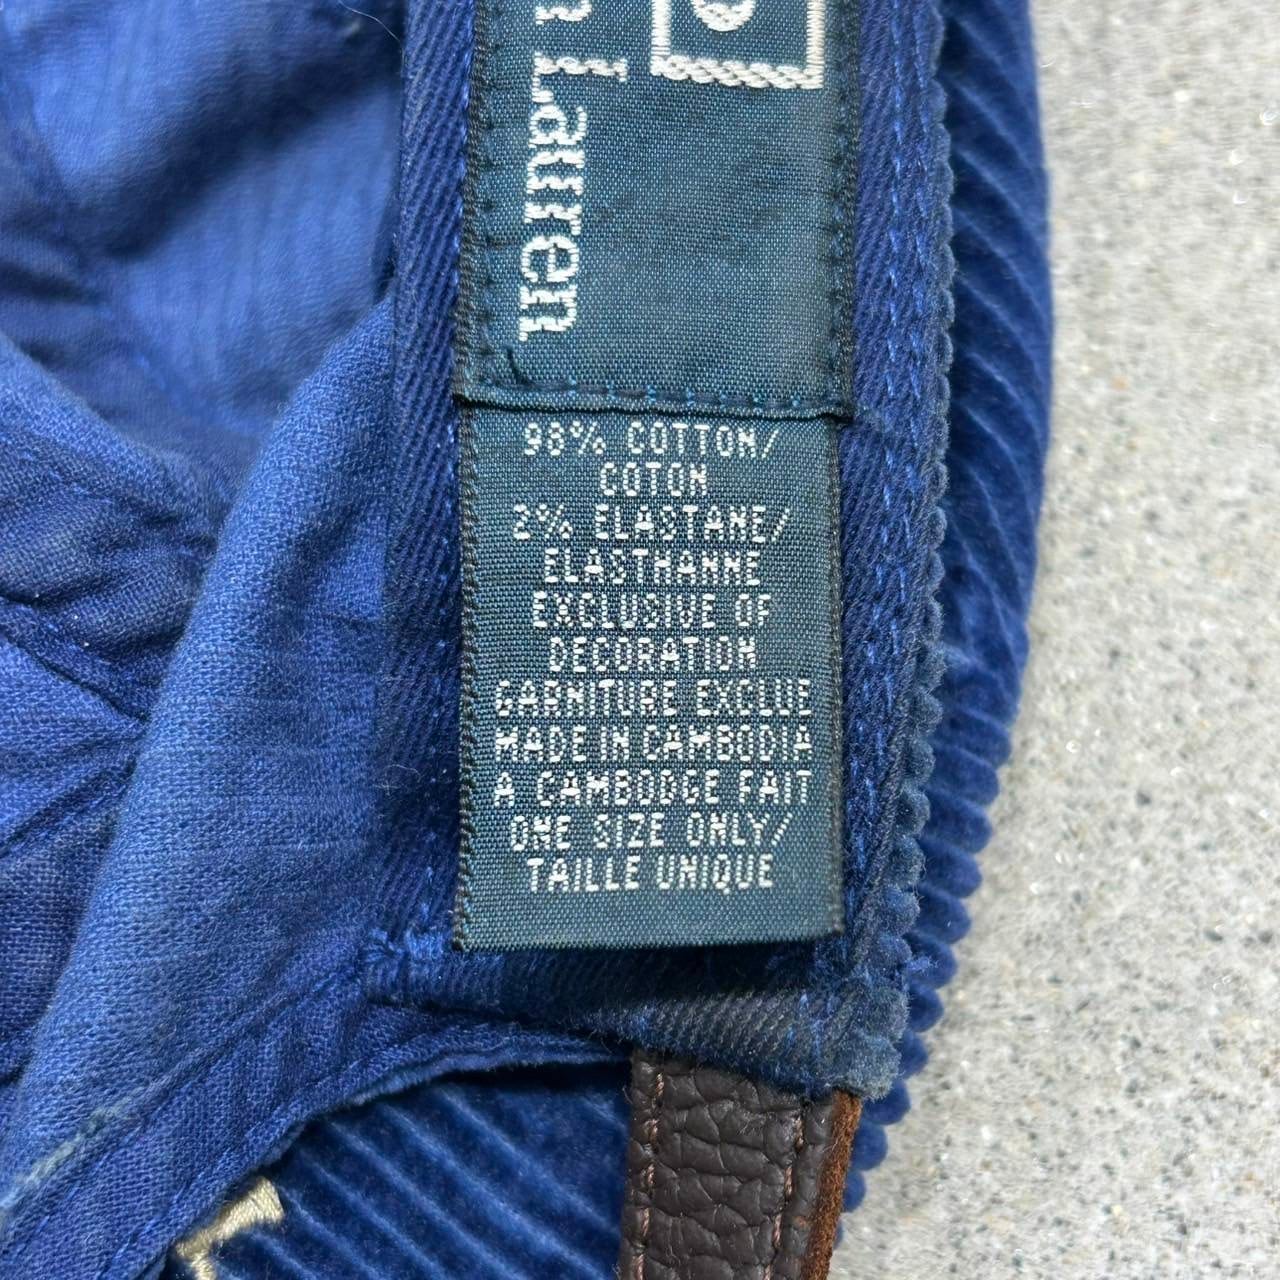 Lauren
98% COTTON/
COTON
2% ELASTANE/
ELASTHANNE
EXCLUSIVE OF
DECORATION
GARNITURE EXCLUE
MADE IN CAMBODIA
A CAMBODGE FAIT
ONE SIZE ONLY/
TAILLE UNIQUE